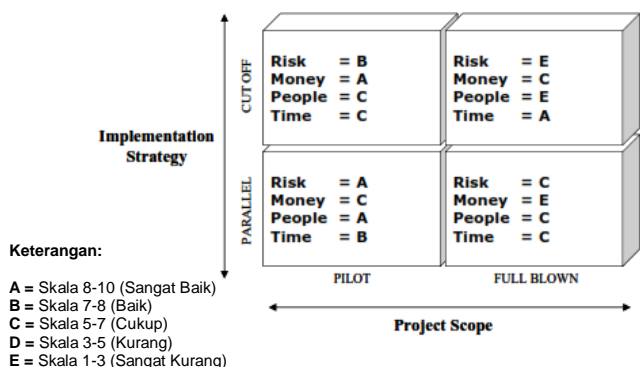 Implementation
Strategy
CUT OFF
Risk = B
Money = A
People = C
Time = C
Risk = E
Money = C
People = E
Time = A
PARALLEL
Risk = A
Money = C
People = A
Time = B
Risk = C
Money = E
People = C
Time = C
PILOT
FULL BLOWN
Project Scope
Keterangan:
A = Skala 8-10 (Sangat Baik)
B = Skala 7-8 (Baik)
C = Skala 5-7 (Cukup)
D = Skala 3-5 (Kurang)
E = Skala 1-3 (Sangat Kurang)